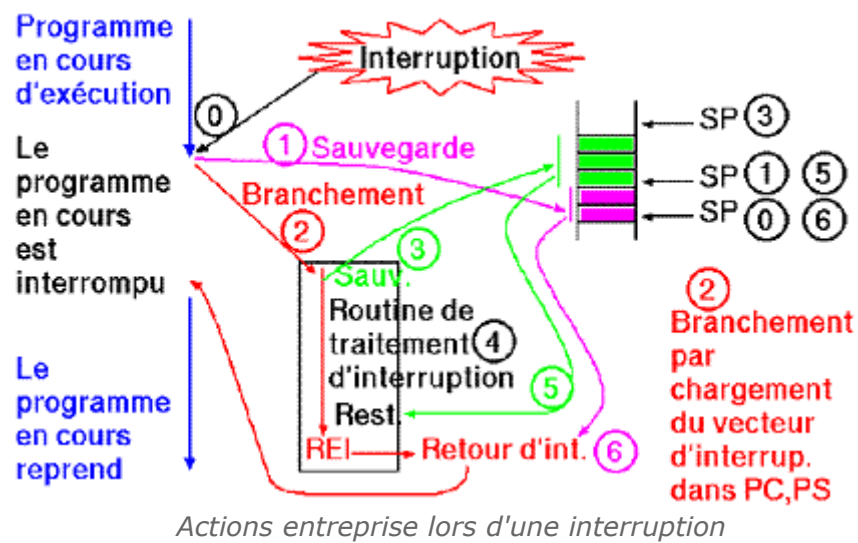 Programme
en cours
d'exécution
Interruption
0
Le
programme
en cours
est
interrompu
1 Sauvegarde
Branchement
2
3
Sauv.
Routine de
traitement 4
d'interruption
5
Rest.
REI
Retour d'int. 6
Le
programme
en cours
reprend
SP 3
SP 1 5
SP 0 6
2
Branchement
par
chargement
du vecteur
d'interrup.
dans PC,PS
Actions entreprise lors d'une interruption